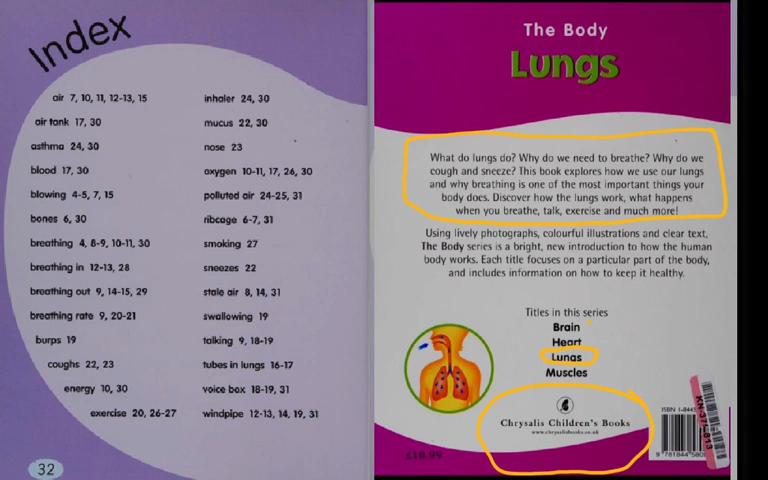 Index
air 7, 10, 11, 12-13, 15
air tank 17, 30
asthma 24, 30
blood 17, 30
blowing 4-5, 7, 15
bones 6, 30
breathing 4, 8-9, 10-11, 30
breathing in 12-13, 28
breathing out 9, 14-15, 29
breathing rate 9, 20-21
burps 19
coughs 22, 23
energy 10, 30
exercise 20, 26-27
inhaler 24, 30
mucus 22, 30
nose 23
oxygen 10-11, 17, 26, 30
polluted air 24-25, 31
ribcage 6-7, 31
smoking 27
sneezes 22
stale air 8, 14, 31
swallowing 19
talking 9, 18-19
tubes in lungs 16-17
voice box 18-19, 31
windpipe 12-13, 14, 19, 31
32
The Body
Lungs
What do lungs do? Why do we need to breathe? Why do we
cough and sneeze? This book explores how we use our lungs
and why breathing is one of the most important things your
body does. Discover how the lungs work, what happens
when you breathe, talk, exercise and much more!
Using lively photographs, colourful illustrations and clear text,
The Body series is a bright, new introduction to how the human
body works. Each title focuses on a particular part of the body,
and includes information on how to keep it healthy.
Titles in this series
Brain
Heart
Lungs
Muscles
Chrysalis Children's Books
www.chrysalisbooks.co.uk
£10.99
ISBN